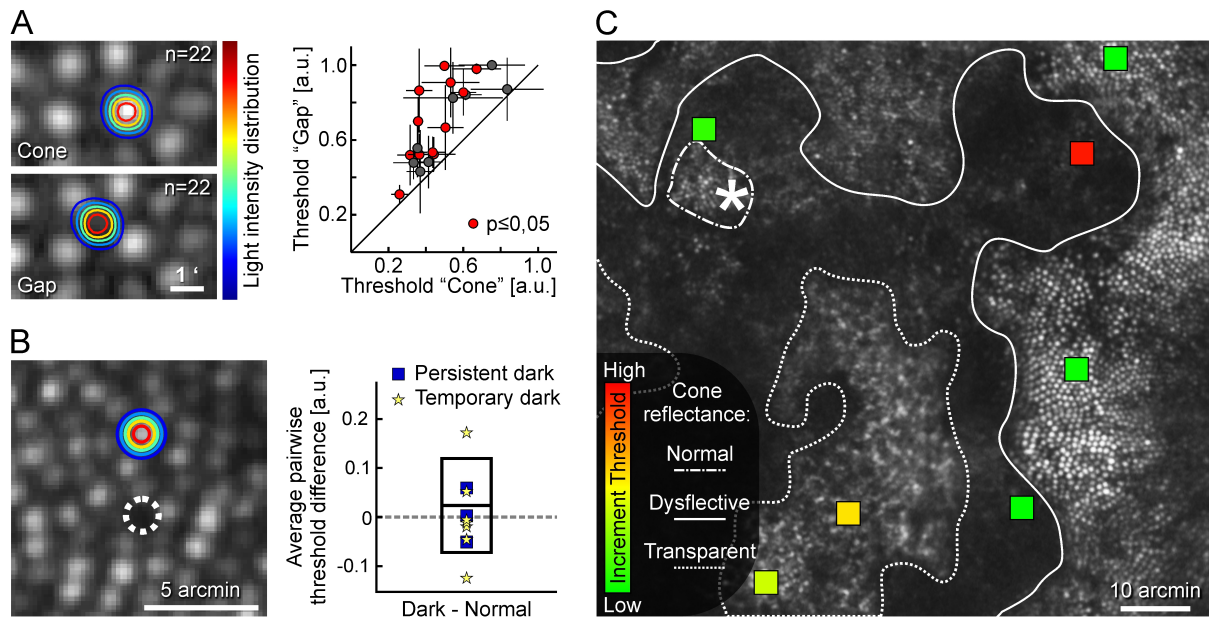 A
n=22
Cone
n=22
Gap
1 ‘
Light intensity distribution
Threshold “Gap” [a.u.]
1.0
0.6
0.2
p≤0,05
0.2
0.6
1.0
Threshold “Cone” [a.u.]
B
5 arcmin
Persistent dark
Temporary dark
Average pairwise
threshold difference [a.u.]
0.2
0.1
0
-0.1
Dark - Normal
C
*
High
Increment Threshold
Low
Cone
reflectance:
Normal
Dysflective
Transparent
10 arcmin